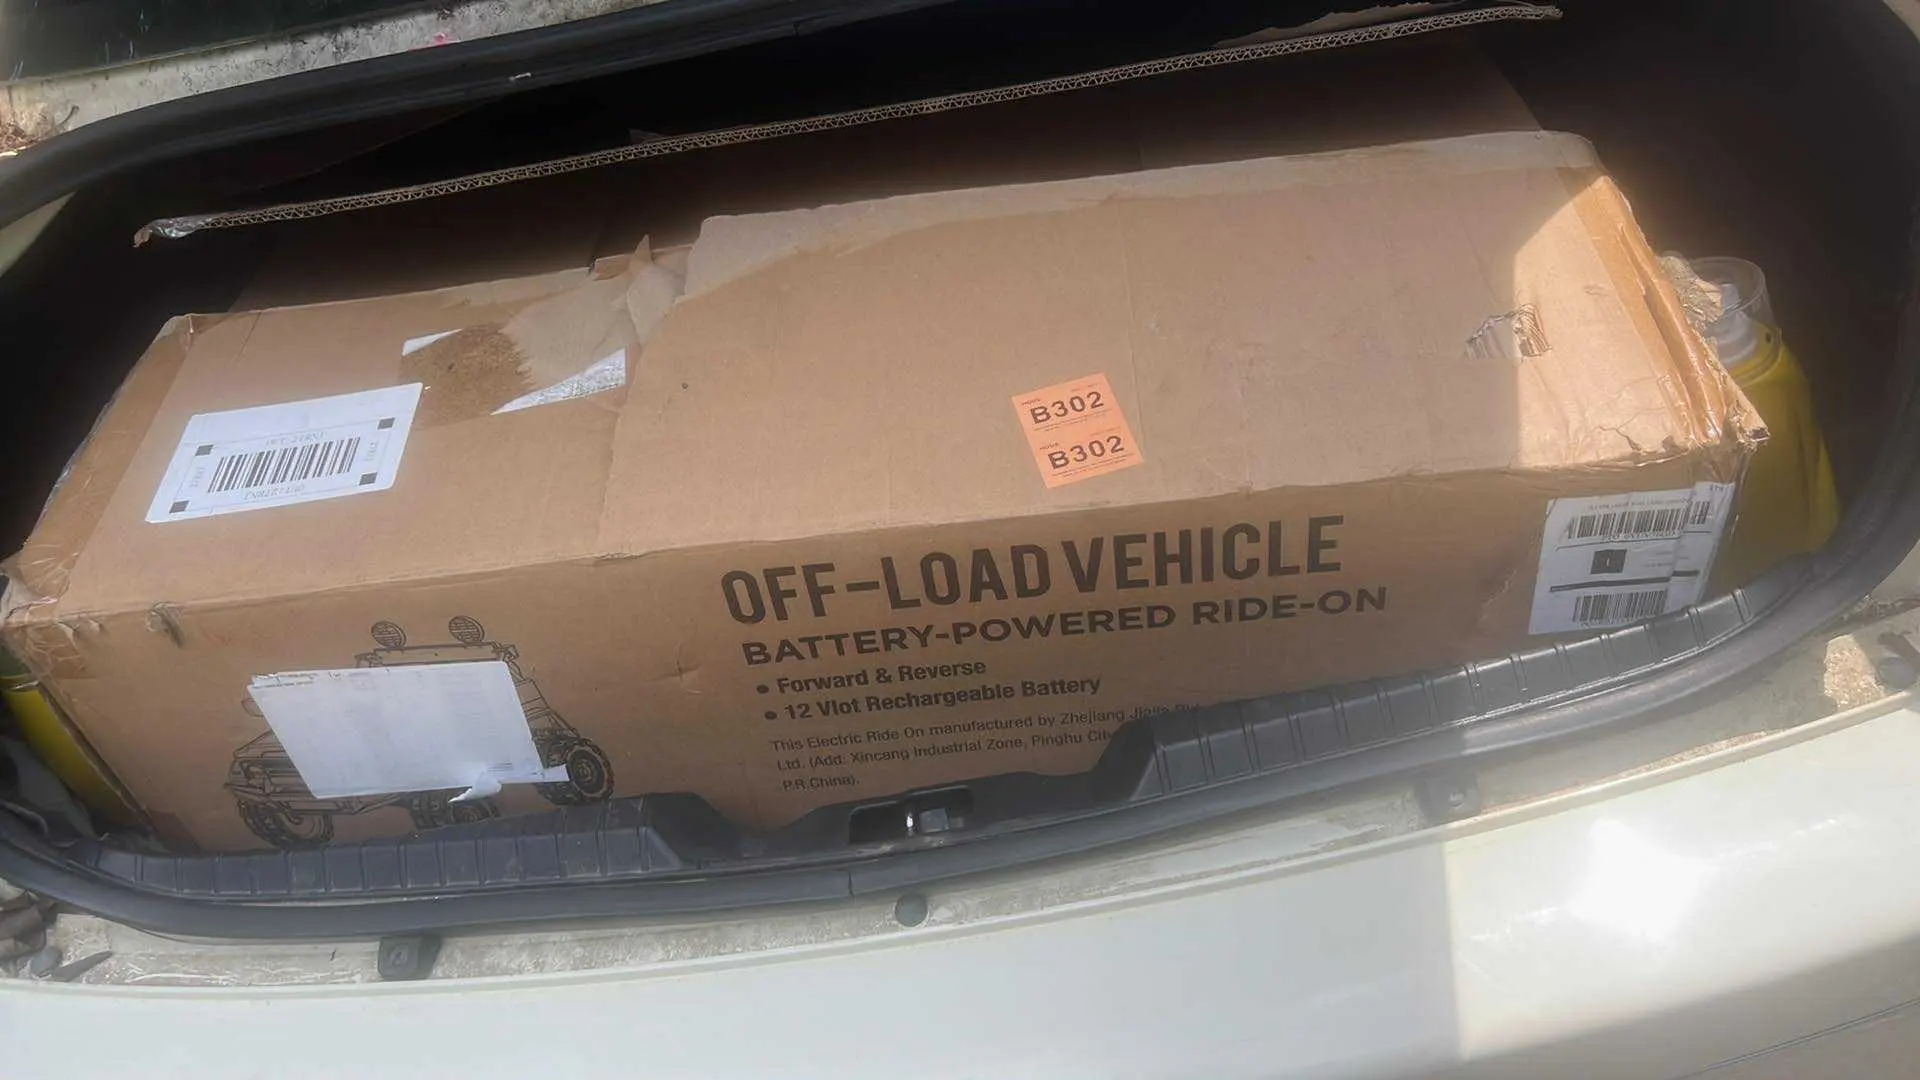 B302
B302
OFF-LOAD VEHICLE
BATTERY-POWERED RIDE-ON
• Forward & Reverse
• 12 Vlot Rechargeable Battery
This Electric Ride On manufactured by Zhejiang
Ltd. (Add: Xincang Industrial Zone, Pinghu City
P.R.China).